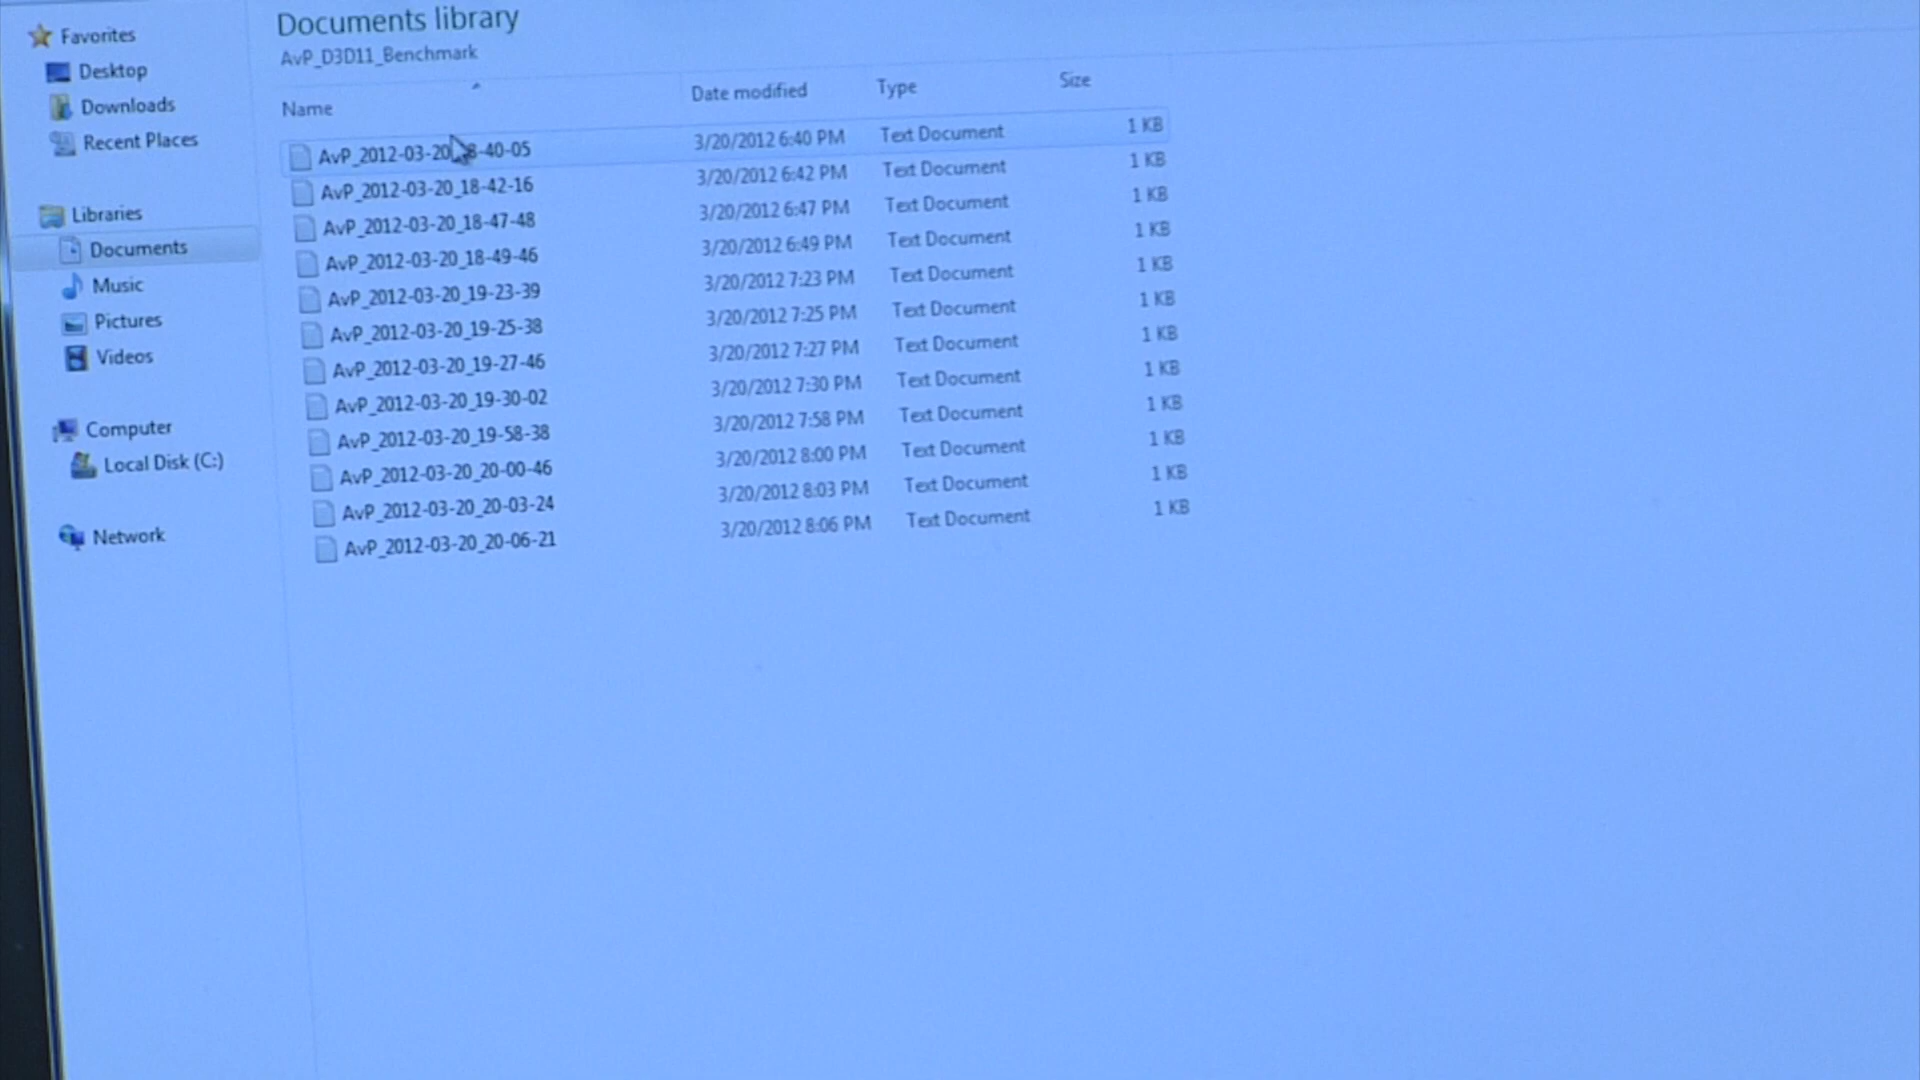 Favorites
Desktop
Downloads
Recent Places
Libraries
Documents
Music
Pictures
Videos
Computer
Local Disk (C:)
Network
Documents library
AvP_D3D11_Benchmark
Name Date modified Type Size
AvP_2012-03-20_18-40-05 3/20/2012 6:40 PM Text Document 1 KB
AvP_2012-03-20_18-42-16 3/20/2012 6:42 PM Text Document 1 KB
AvP_2012-03-20_18-47-48 3/20/2012 6:47 PM Text Document 1 KB
AvP_2012-03-20_18-49-46 3/20/2012 6:49 PM Text Document 1 KB
AvP_2012-03-20_19-23-39 3/20/2012 7:23 PM Text Document 1 KB
AvP_2012-03-20_19-25-38 3/20/2012 7:25 PM Text Document 1 KB
AvP_2012-03-20_19-27-46 3/20/2012 7:27 PM Text Document 1 KB
AvP_2012-03-20_19-30-02 3/20/2012 7:30 PM Text Document 1 KB
AvP_2012-03-20_19-58-38 3/20/2012 7:58 PM Text Document 1 KB
AvP_2012-03-20_20-00-46 3/20/2012 8:00 PM Text Document 1 KB
AvP_2012-03-20_20-03-24 3/20/2012 8:03 PM Text Document 1 KB
AvP_2012-03-20_20-06-21 3/20/2012 8:06 PM Text Document 1 KB